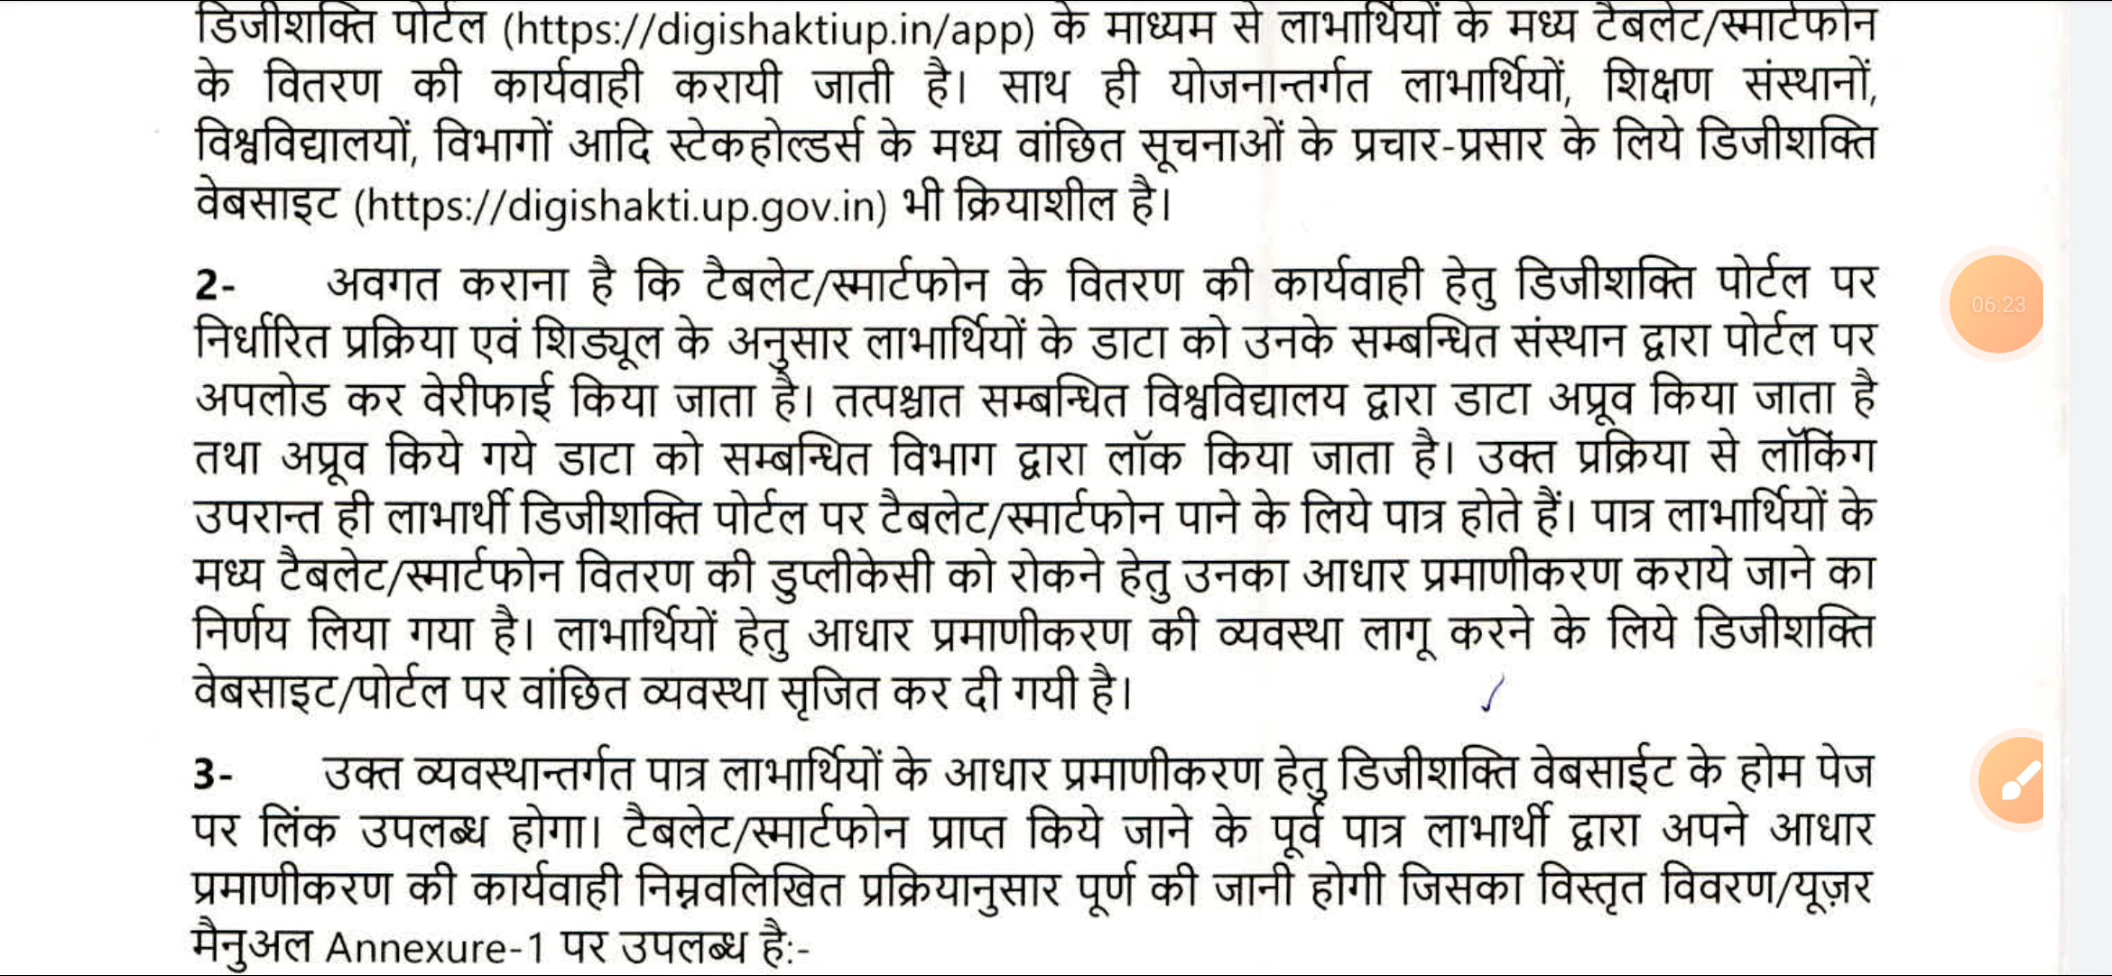 डिजीशक्ति पोर्टल (https://digishaktiup.in/app) के माध्यम से लाभार्थियों के मध्य टैबलेट/स्मार्टफोन
के वितरण की कार्यवाही करायी जाती है। साथ ही योजनान्तर्गत लाभार्थियों, शिक्षण संस्थानों,
विश्वविद्यालयों, विभागों आदि स्टेकहोल्डर्स के मध्य वांछित सूचनाओं के प्रचार-प्रसार के लिये डिजीशक्ति
वेबसाइट (https://digishakti.up.gov.in) भी क्रियाशील है।
2- अवगत कराना है कि टैबलेट/स्मार्टफोन के वितरण की कार्यवाही हेतु डिजीशक्ति पोर्टल पर
निर्धारित प्रक्रिया एवं शिड्यूल के अनुसार लाभार्थियों के डाटा को उनके सम्बन्धित संस्थान द्वारा पोर्टल पर
अपलोड कर वेरीफाई किया जाता है। तत्पश्चात सम्बन्धित विश्वविद्यालय द्वारा डाटा अप्रूव किया जाता है
तथा अप्रूव किये गये डाटा को सम्बन्धित विभाग द्वारा लॉक किया जाता है। उक्त प्रक्रिया से लॉकिंग
उपरान्त ही लाभार्थी डिजीशक्ति पोर्टल पर टैबलेट/स्मार्टफोन पाने के लिये पात्र होते हैं। पात्र लाभार्थियों के
मध्य टैबलेट/स्मार्टफोन वितरण की डुप्लीकेसी को रोकने हेतु उनका आधार प्रमाणीकरण कराये जाने का
निर्णय लिया गया है। लाभार्थियों हेतु आधार प्रमाणीकरण की व्यवस्था लागू करने के लिये डिजीशक्ति
वेबसाइट/पोर्टल पर वांछित व्यवस्था सृजित कर दी गयी है।
3- उक्त व्यवस्थान्तर्गत पात्र लाभार्थियों के आधार प्रमाणीकरण हेतु डिजीशक्ति वेबसाईट के होम पेज
पर लिंक उपलब्ध होगा। टैबलेट/स्मार्टफोन प्राप्त किये जाने के पूर्व पात्र लाभार्थी द्वारा अपने आधार
प्रमाणीकरण की कार्यवाही निम्नवलिखित प्रक्रियानुसार पूर्ण की जानी होगी जिसका विस्तृत विवरण/यूज़र
मैनुअल Annexure-1 पर उपलब्ध है:-
06:23